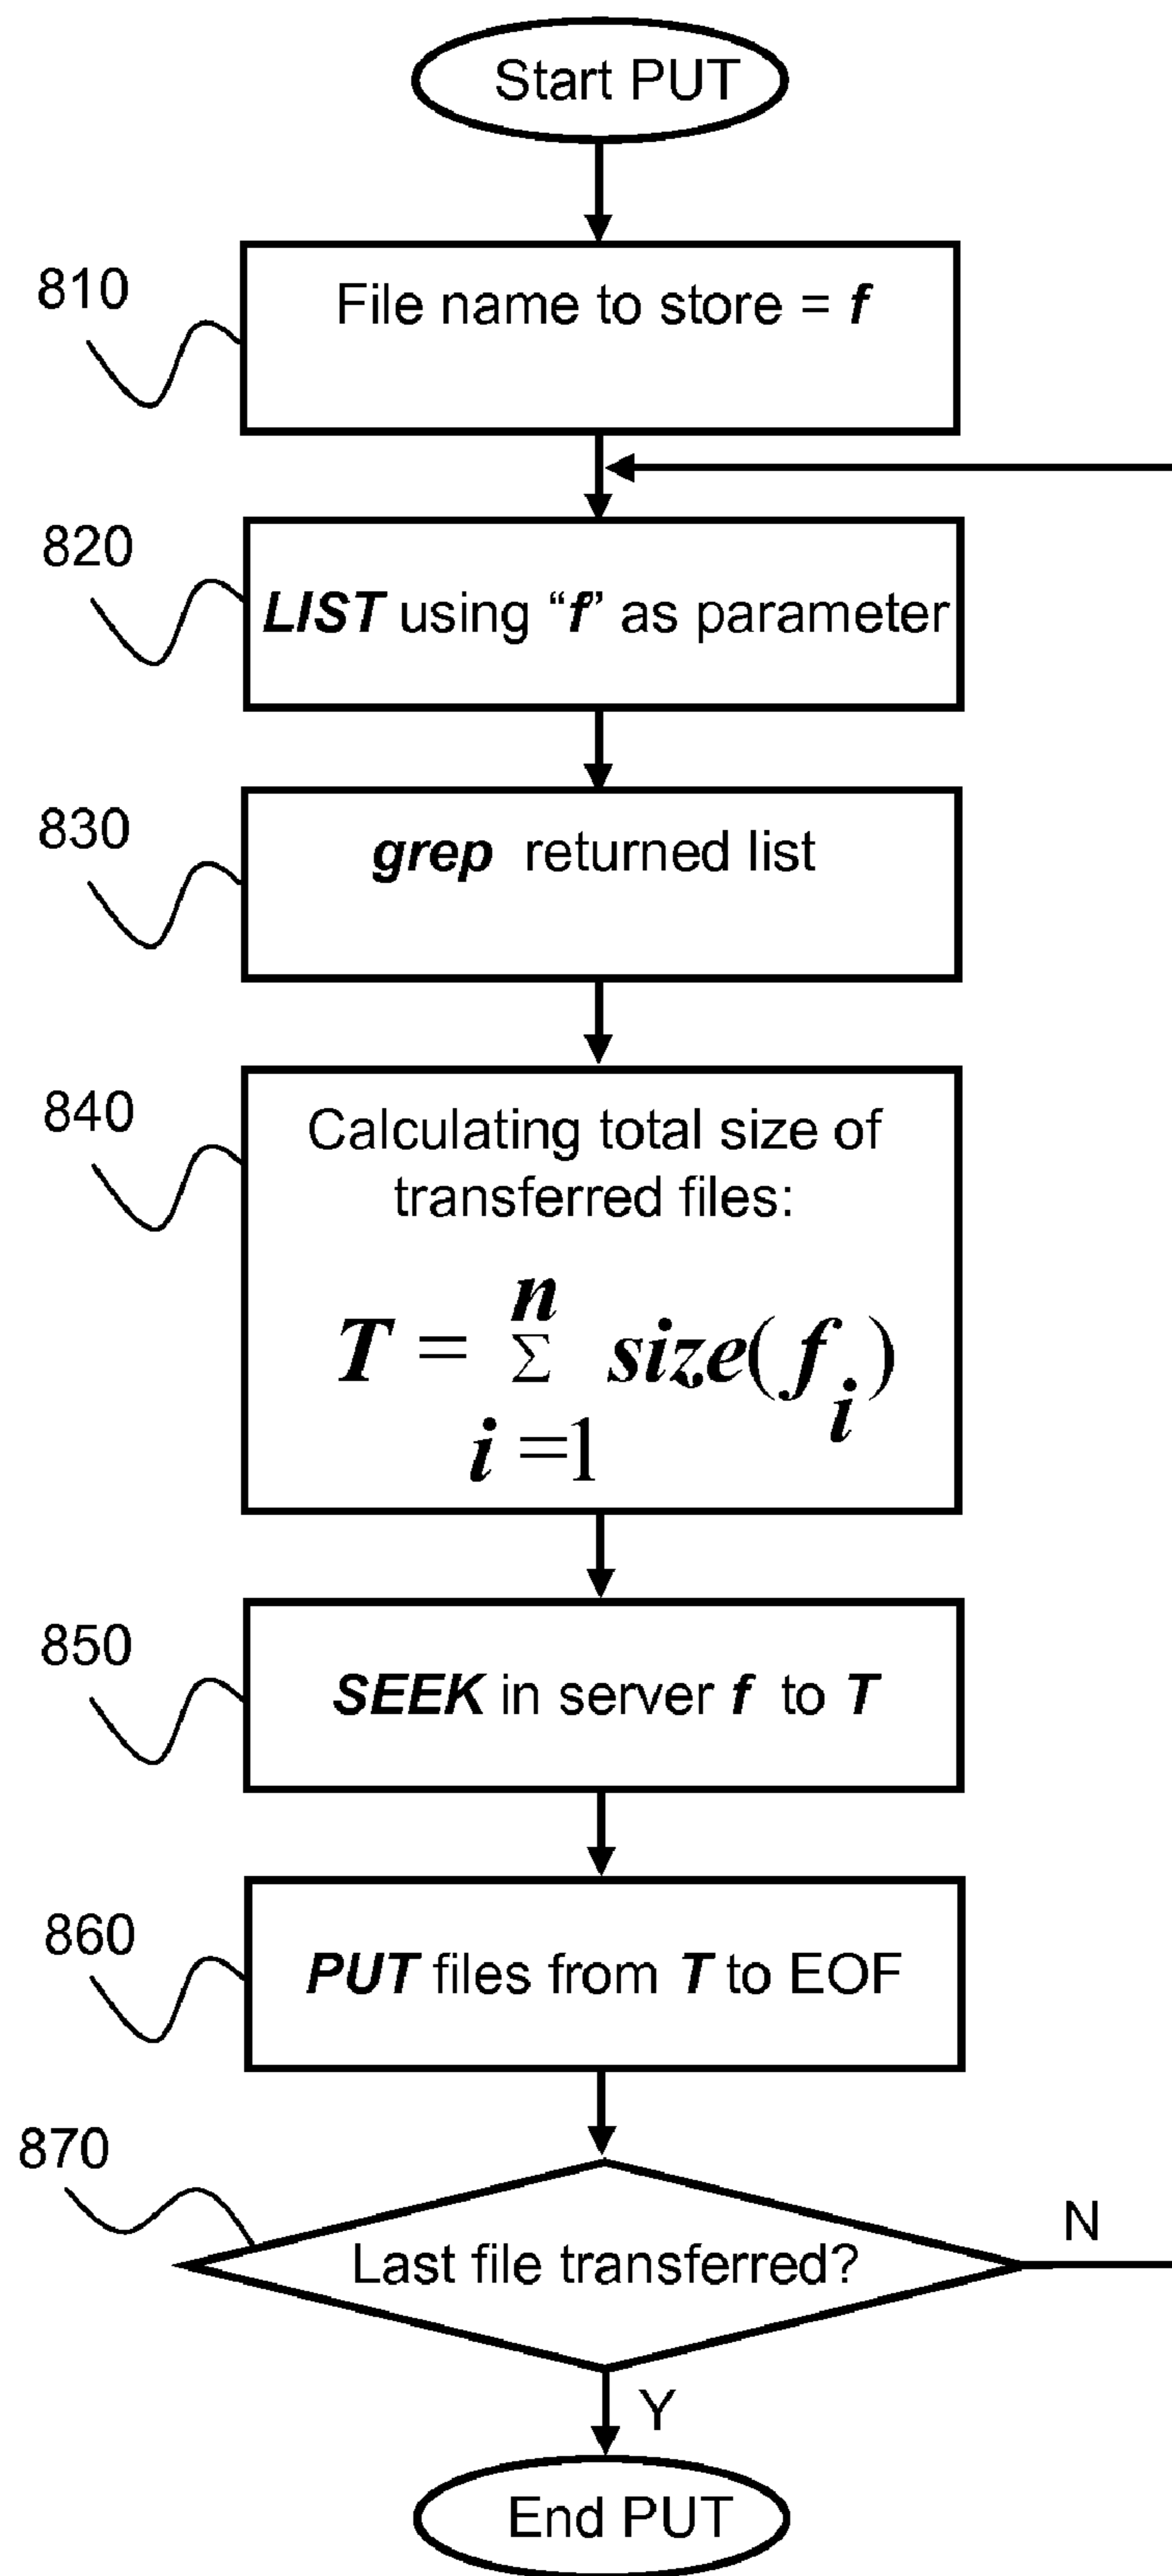 Start PUT
810
File name to store = f
820
LIST using “f” as parameter
830
grep returned list
840
Calculating total size of
transferred files:
n
T = Σ size(f i)
i =1
850
SEEK in server f to T
860
PUT files from T to EOF
870
Last file transferred?
N
Y
End PUT